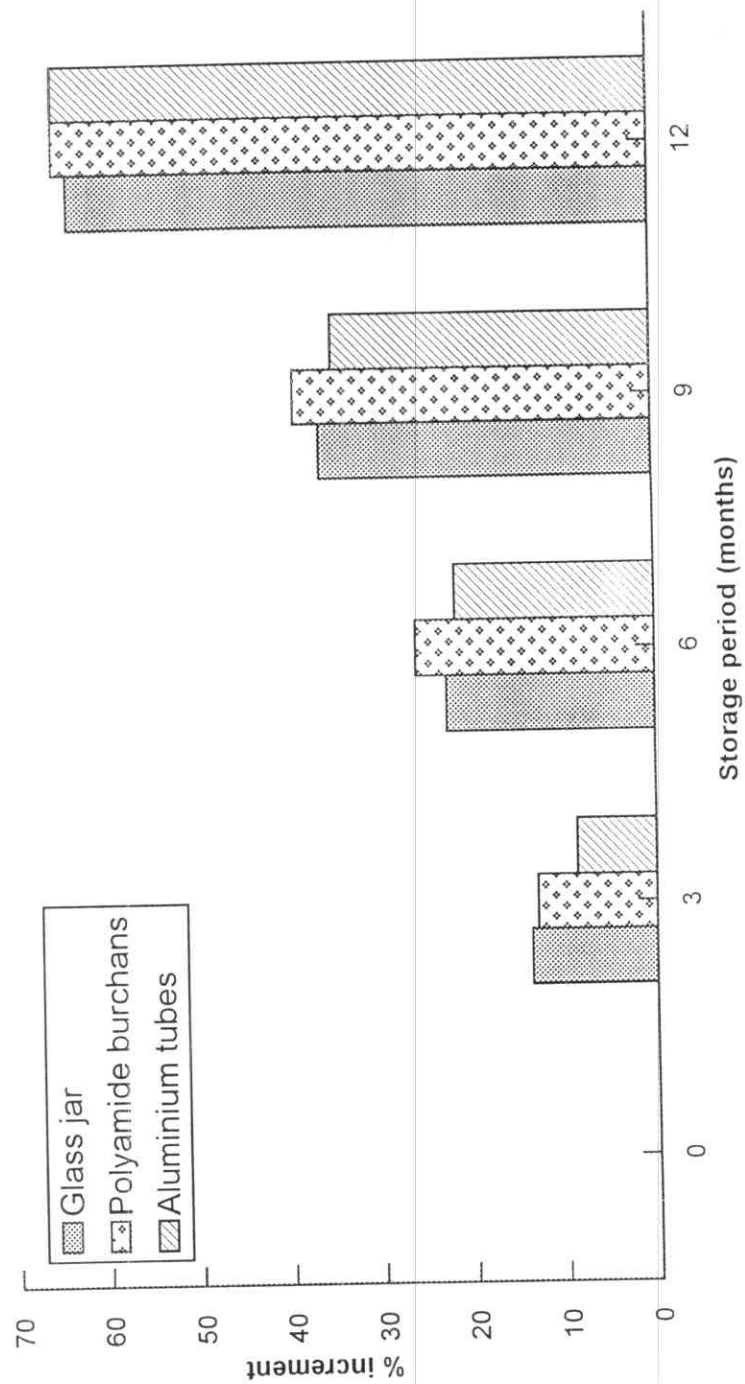 Glass jar
Polyamide burchans
Aluminium tubes
% increment
70
60
50
40
30
20
10
0
0
3
6
9
12
Storage period (months)